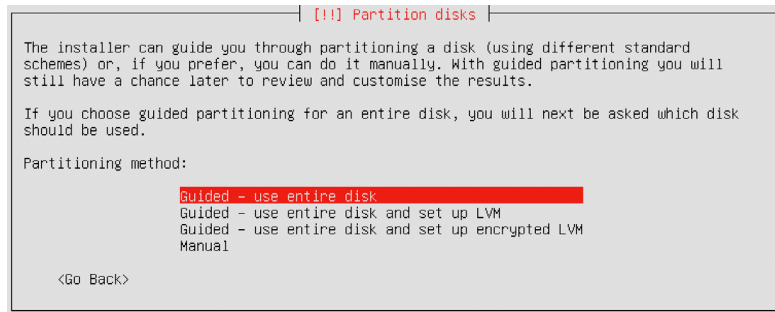 [!!] Partition disks
The installer can guide you through partitioning a disk (using different standard
schemes) or, if you prefer, you can do it manually. With guided partitioning you will
still have a chance later to review and customise the results.
If you choose guided partitioning for an entire disk, you will next be asked which disk
should be used.
Partitioning method:
Guided - use entire disk
Guided - use entire disk and set up LVM
Guided - use entire disk and set up encrypted LVM
Manual
<Go Back>